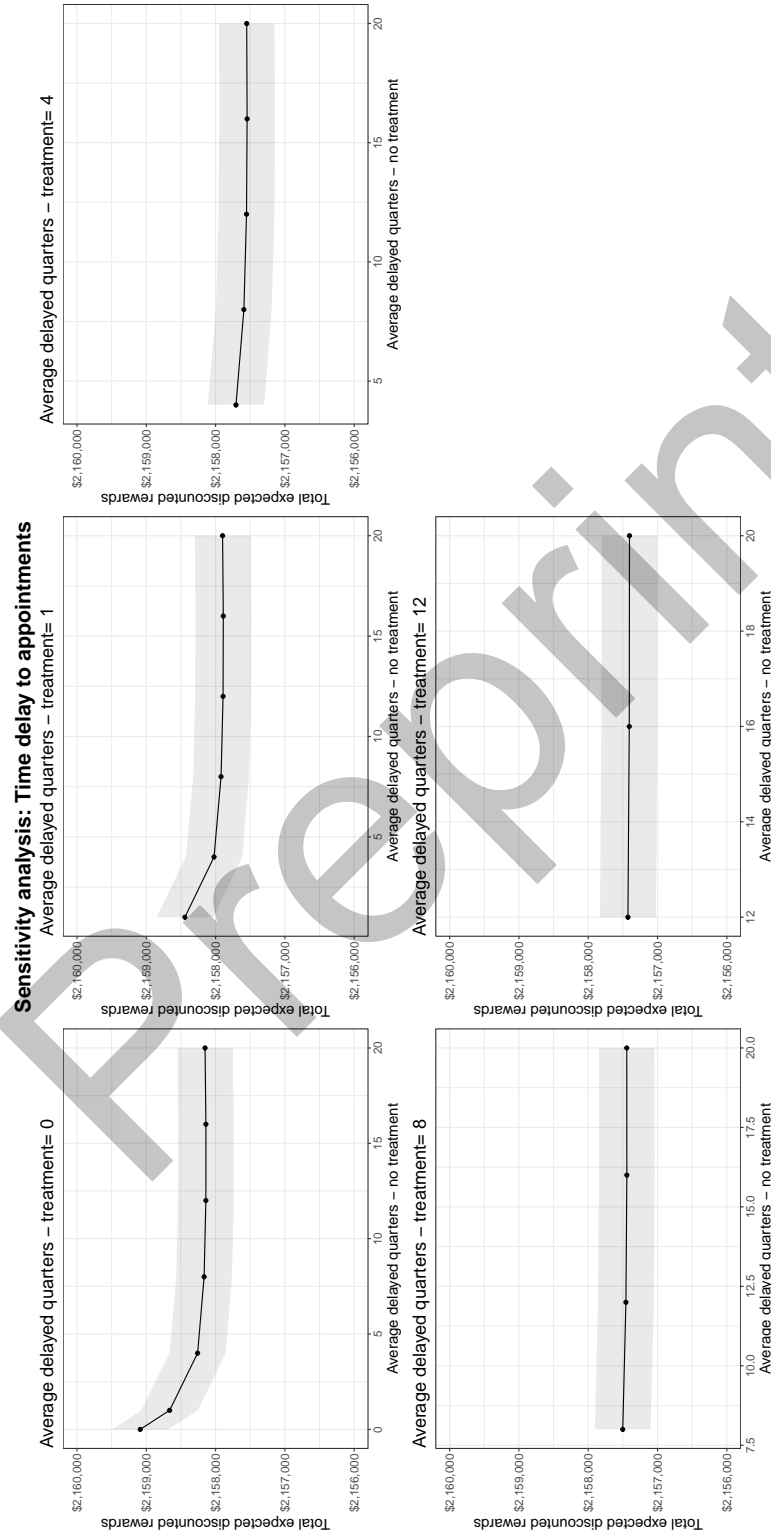 Sensitivity analysis: Time delay to appointments
Average delayed quarters − treatment= 0
$2,160,000
$2,159,000
$2,158,000
$2,157,000
$2,156,000
Total expected discounted rewards
0
5
10
15
20
Average delayed quarters − no treatment
Average delayed quarters − treatment= 1
$2,160,000
$2,159,000
$2,158,000
$2,157,000
$2,156,000
Total expected discounted rewards
5
10
15
20
Average delayed quarters − no treatment
Average delayed quarters − treatment= 4
$2,160,000
$2,159,000
$2,158,000
$2,157,000
$2,156,000
Total expected discounted rewards
5
10
15
20
Average delayed quarters − no treatment
Average delayed quarters − treatment= 8
$2,160,000
$2,159,000
$2,158,000
$2,157,000
$2,156,000
Total expected discounted rewards
7.5
10.0
12.5
15.0
17.5
20.0
Average delayed quarters − no treatment
Average delayed quarters − treatment= 12
$2,160,000
$2,159,000
$2,158,000
$2,157,000
$2,156,000
Total expected discounted rewards
12
14
16
18
20
Average delayed quarters − no treatment
Preprint